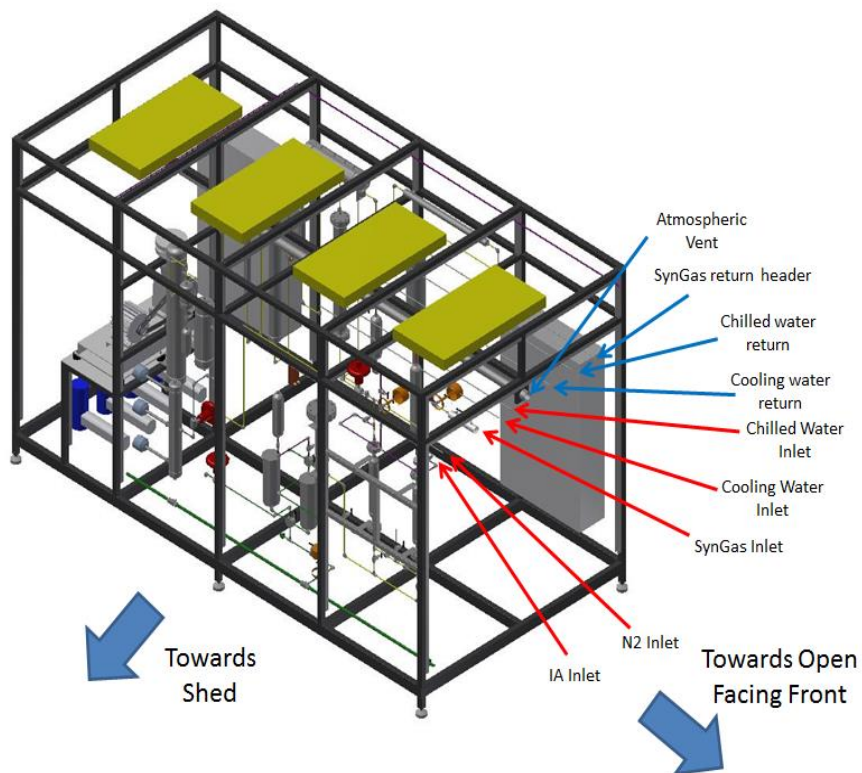 Atmospheric
Vent
SynGas return header
Chilled water
return
Cooling water
return
Chilled Water
Inlet
Cooling Water
Inlet
SynGas Inlet
N2 Inlet
IA Inlet
Towards
Shed
Towards Open
Facing Front